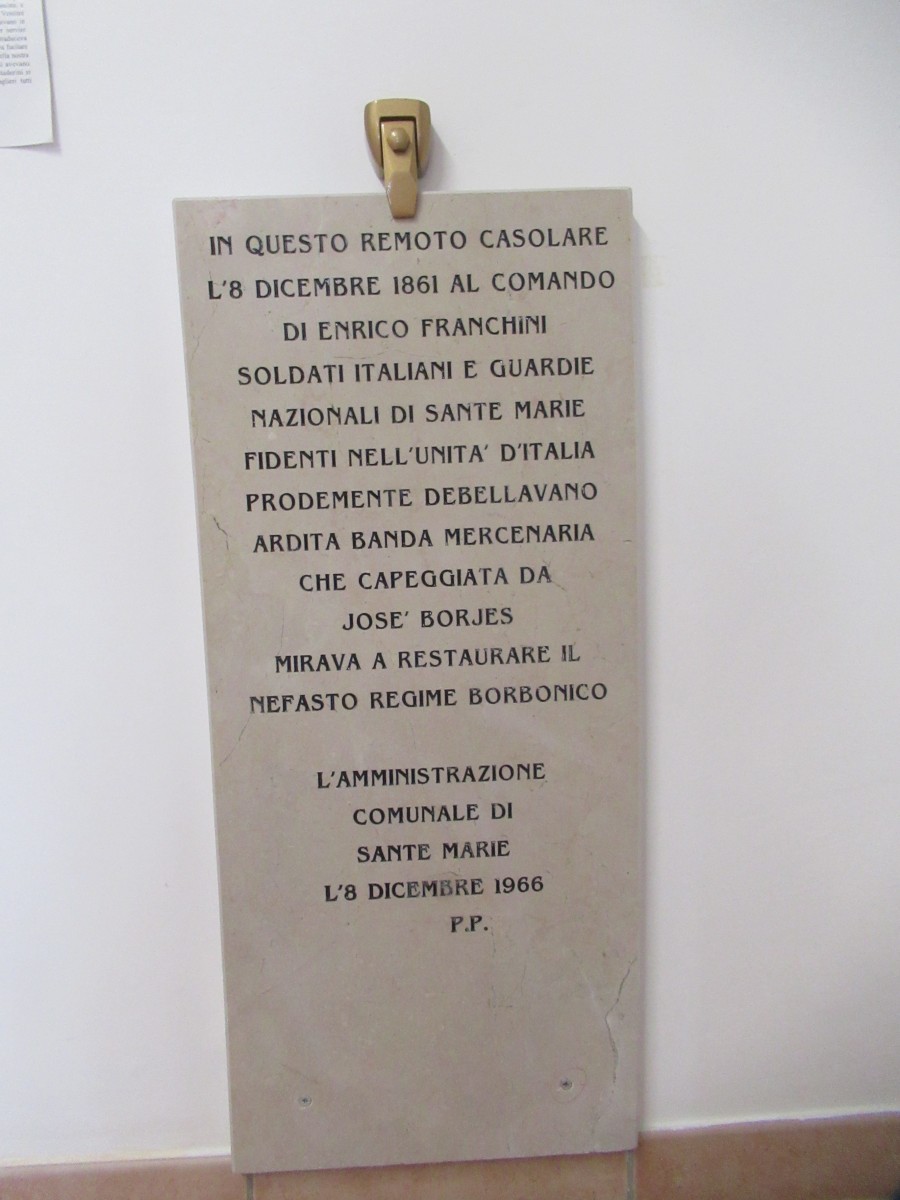 IN QUESTO REMOTO CASOLARE
L'8 DICEMBRE 1861 AL COMANDO
DI ENRICO FRANCHINI
SOLDATI ITALIANI E GUARDIE
NAZIONALI DI SANTE MARIE
FIDENTI NELL'UNITA' D'ITALIA
PRODEMENTE DEBELLAVANO
ARDITA BANDA MERCENARIA
CHE CAPEGGIATA DA
JOSE' BORJES
MIRAVA A RESTAURARE IL
NEFASTO REGIME BORBONICO
L'AMMINISTRAZIONE
COMUNALE DI
SANTE MARIE
L'8 DICEMBRE 1966
P.P.